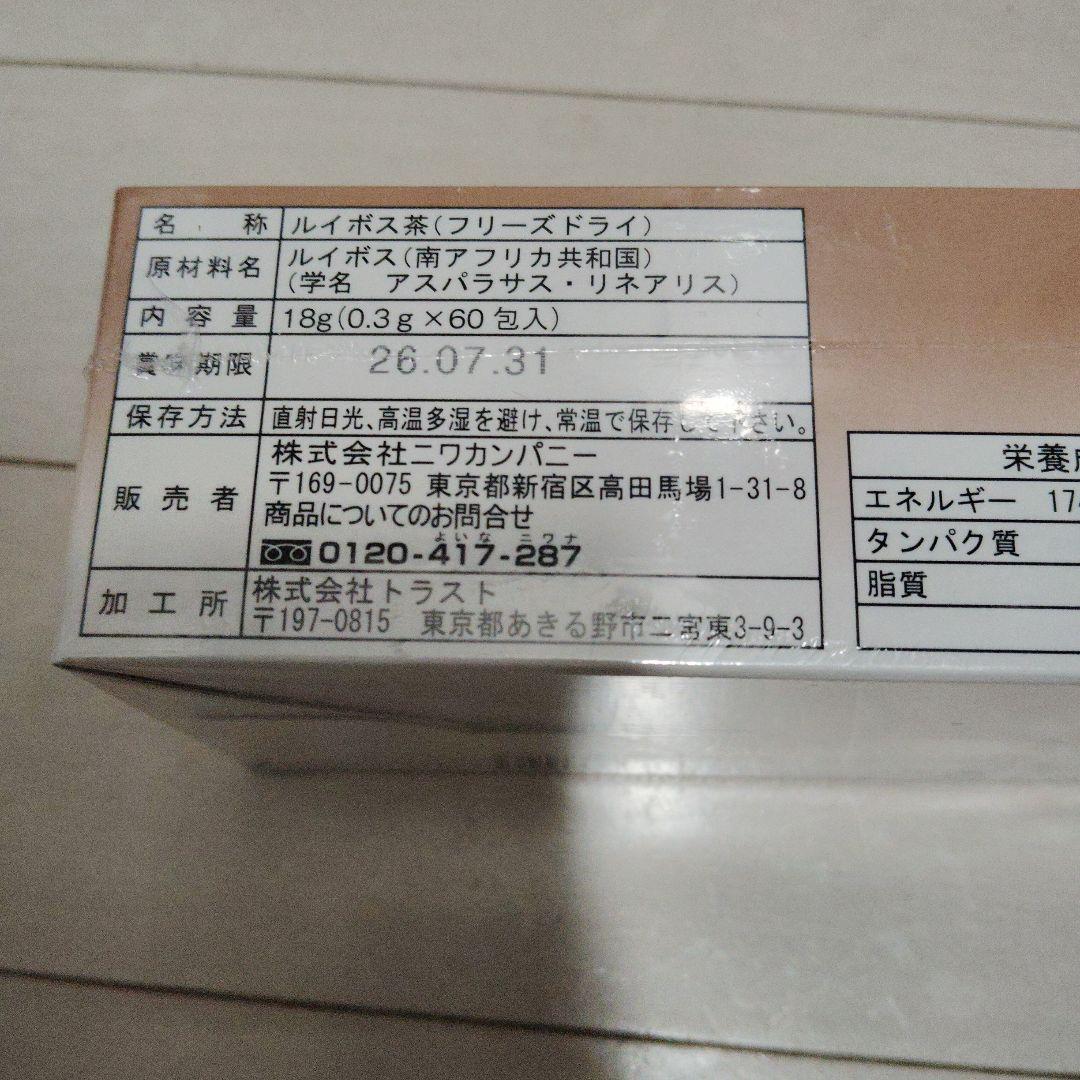 名称 ルイボス茶(フリーズドライ)
原材料名 ルイボス(南アフリカ共和国)
(学名 アスパラサス・リネアリス)
内容量 18g(0.3g×60包入)
賞味期限 26.07.31
保存方法 直射日光、高温多湿を避け、常温で保存して下さい。
販売者 株式会社ニワカンパニー
〒169-0075 東京都新宿区高田馬場1-31-8
商品についてのお問合せ
よいな ニワナ
0120-417-287
加工所 株式会社トラスト
〒197-0815 東京都あきる野市二宮東3-9-3
栄養
エネルギー 17
タンパク質
脂質